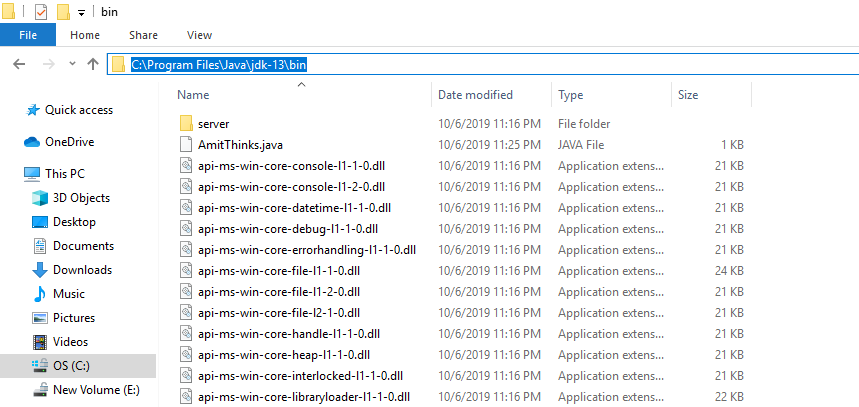 bin
File Home Share View
C:\Program Files\Java\jdk-13\bin
Name Date modified Type Size
Quick access
OneDrive
This PC
3D Objects
Desktop
Documents
Downloads
Music
Pictures
Videos
OS (C:)
New Volume (E:)
server 10/6/2019 11:16 PM File folder
AmitThinks.java 10/6/2019 11:25 PM JAVA File 1 KB
api-ms-win-core-console-l1-1-0.dll 10/6/2019 11:16 PM Application extens... 21 KB
api-ms-win-core-console-l1-2-0.dll 10/6/2019 11:16 PM Application extens... 21 KB
api-ms-win-core-datetime-l1-1-0.dll 10/6/2019 11:16 PM Application extens... 21 KB
api-ms-win-core-debug-l1-1-0.dll 10/6/2019 11:16 PM Application extens... 21 KB
api-ms-win-core-errorhandling-l1-1-0.dll 10/6/2019 11:16 PM Application extens... 21 KB
api-ms-win-core-file-l1-1-0.dll 10/6/2019 11:16 PM Application extens... 24 KB
api-ms-win-core-file-l1-2-0.dll 10/6/2019 11:16 PM Application extens... 21 KB
api-ms-win-core-file-l2-1-0.dll 10/6/2019 11:16 PM Application extens... 21 KB
api-ms-win-core-handle-l1-1-0.dll 10/6/2019 11:16 PM Application extens... 21 KB
api-ms-win-core-heap-l1-1-0.dll 10/6/2019 11:16 PM Application extens... 21 KB
api-ms-win-core-interlocked-l1-1-0.dll 10/6/2019 11:16 PM Application extens... 21 KB
api-ms-win-core-libraryloader-l1-1-0.dll 10/6/2019 11:16 PM Application extens... 22 KB